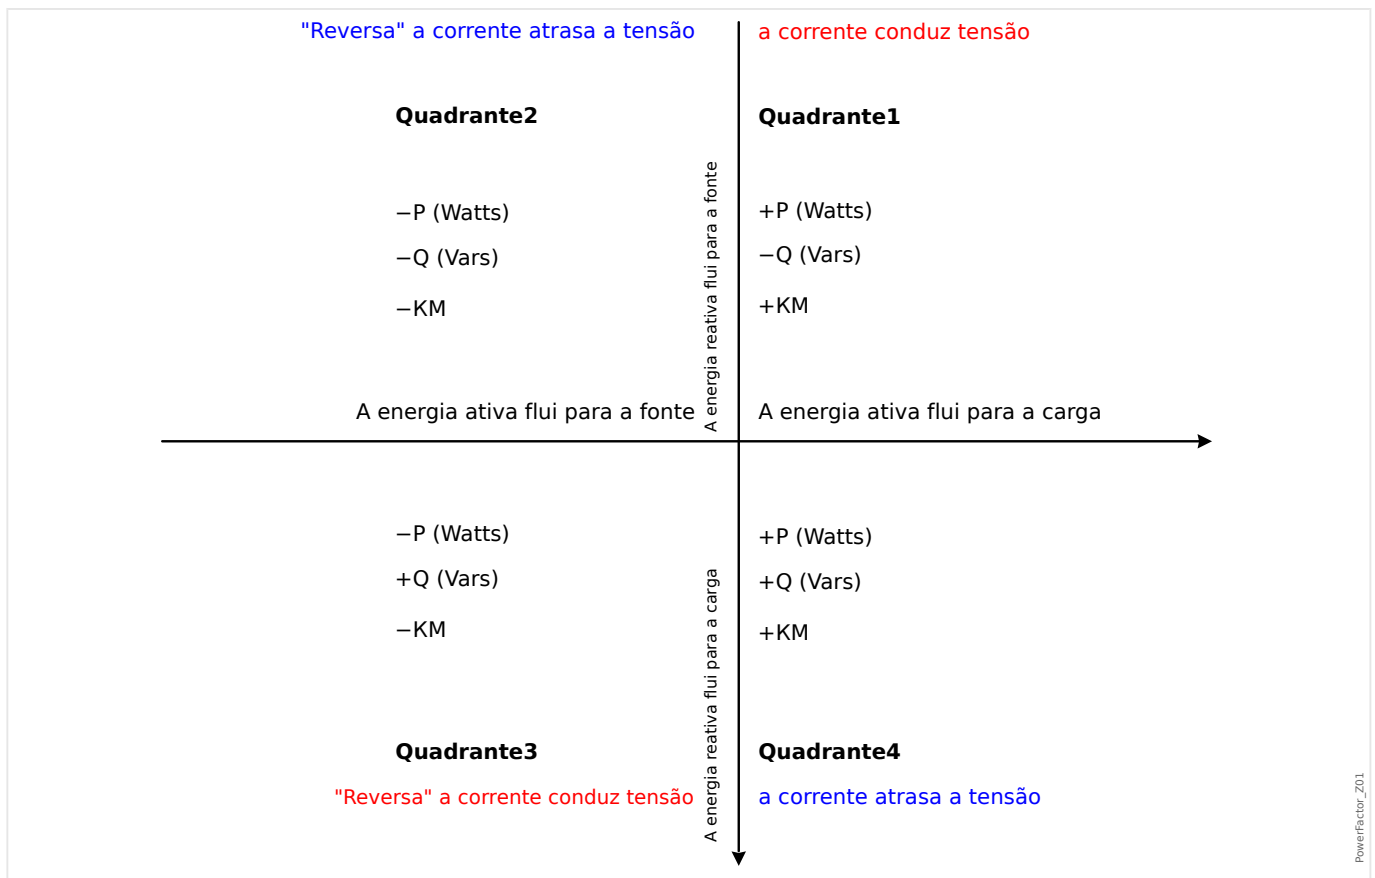 "Reversa" a corrente atrasa a tensão
a corrente conduz tensão
Quadrante2
Quadrante1
−P (Watts)
−Q (Vars)
−KM
+P (Watts)
−Q (Vars)
+KM
A energia reativa flui para a fonte
A energia ativa flui para a fonte
A energia ativa flui para a carga
−P (Watts)
+Q (Vars)
−KM
+P (Watts)
+Q (Vars)
+KM
A energia reativa flui para a carga
Quadrante3
Quadrante4
"Reversa" a corrente conduz tensão
a corrente atrasa a tensão
PowerFactor_Z01